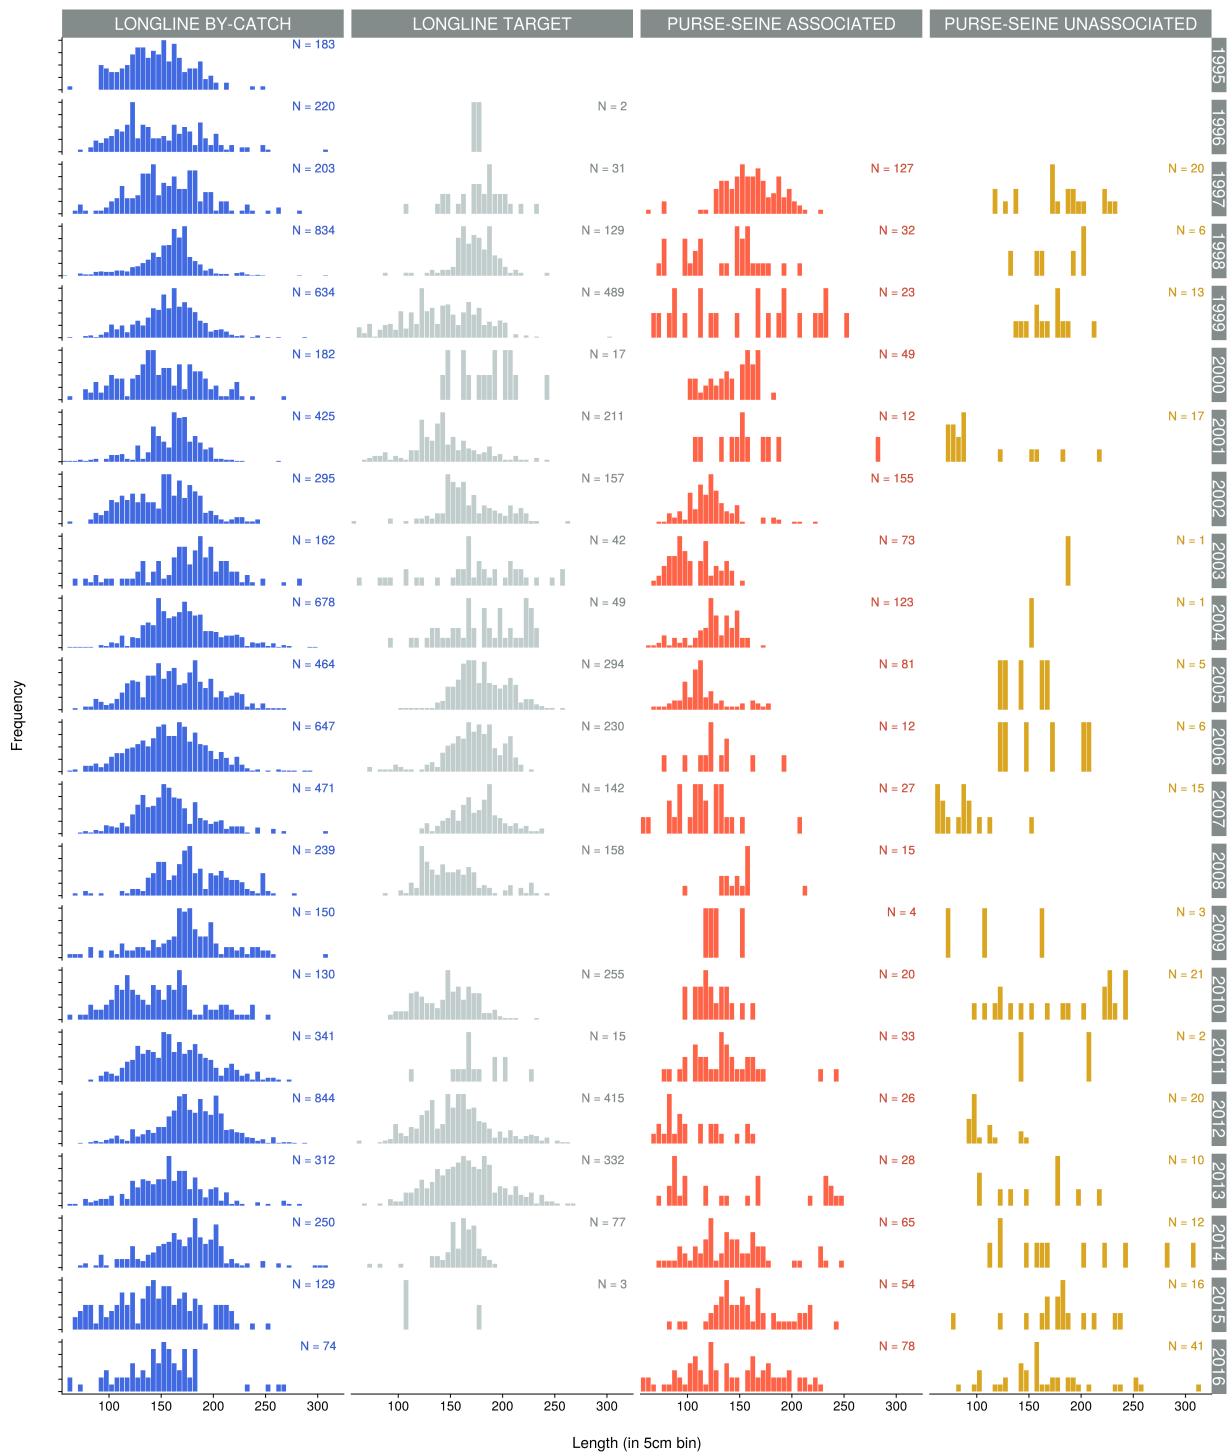 LONGLINE BY-CATCH LONGLINE TARGET PURSE-SEINE ASSOCIATED PURSE-SEINE UNASSOCIATED
N = 183 1995
N = 220 N = 2 1996
N = 203 N = 31 N = 127 N = 20 1997
N = 834 N = 129 N = 32 N = 6 1998
N = 634 N = 489 N = 23 N = 13 1999
N = 182 N = 17 N = 49 2000
N = 425 N = 211 N = 12 N = 17 2001
N = 295 N = 157 N = 155 2002
N = 162 N = 42 N = 73 N = 1 2003
N = 678 N = 49 N = 123 N = 1 2004
N = 464 N = 294 N = 81 N = 5 2005
N = 647 N = 230 N = 12 N = 6 2006
N = 471 N = 142 N = 27 N = 15 2007
N = 239 N = 158 N = 15 2008
N = 150 N = 4 N = 3 2009
N = 130 N = 255 N = 20 N = 21 2010
N = 341 N = 15 N = 33 N = 2 2011
N = 844 N = 415 N = 26 N = 20 2012
N = 312 N = 332 N = 28 N = 10 2013
N = 250 N = 77 N = 65 N = 12 2014
N = 129 N = 3 N = 54 N = 16 2015
N = 74 N = 78 N = 41 2016
Frequency
100 150 200 250 300 100 150 200 250 300 100 150 200 250 300 100 150 200 250 300
Length (in 5cm bin)